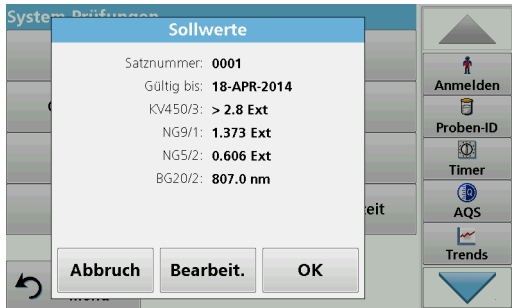 System Prüfungen
Sollwerte
Satznummer: 0001
Gültig bis: 18-APR-2014
KV450/3: > 2.8 Ext
NG9/1: 1.373 Ext
NG5/2: 0.606 Ext
BG20/2: 807.0 nm
Abbruch
Bearbeit.
OK
Anmelden
Proben-ID
Timer
AQS
Trends